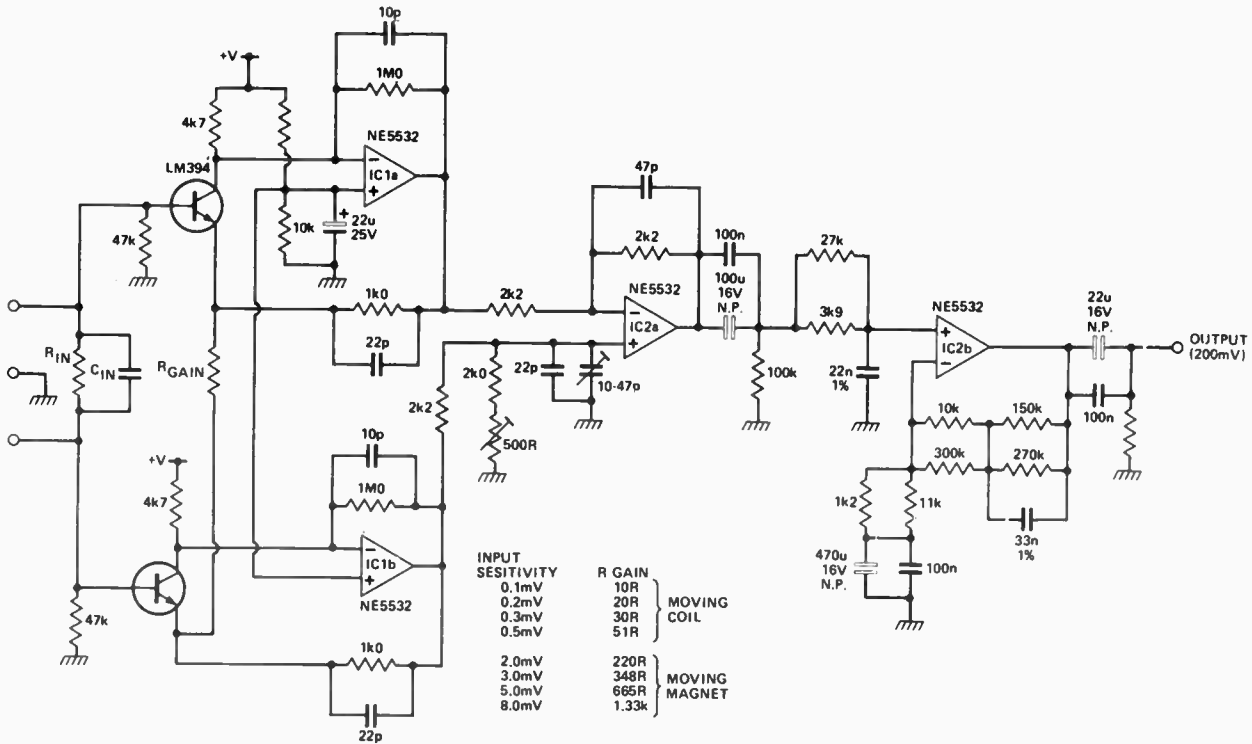 10p
+V
1M0
4k7
NE5532
LM394
IC1a
47k
10k
22u
25V
47p
2k2
100n
100u
16V
N.P.
27k
1k0
22p
2k2
NE5532
IC2a
3k9
NE5532
IC2b
22u
16V
N.P.
OUTPUT
(200mV)
RIN
CIN
RGAIN
2k0
22p
10-47p
100k
22n
1%
100n
2k2
500R
10k
150k
300k
270k
+V
4k7
10p
1M0
1k2
11k
33n
1%
IC1b
NE5532
470u
16V
N.P.
100n
47k
1k0
22p
INPUT
SESITIVITY R GAIN
0.1mV 10R
0.2mV 20R
0.3mV 30R
0.5mV 51R
MOVING
COIL
2.0mV 220R
3.0mV 348R
5.0mV 665R
8.0mV 1.33k
MOVING
MAGNET